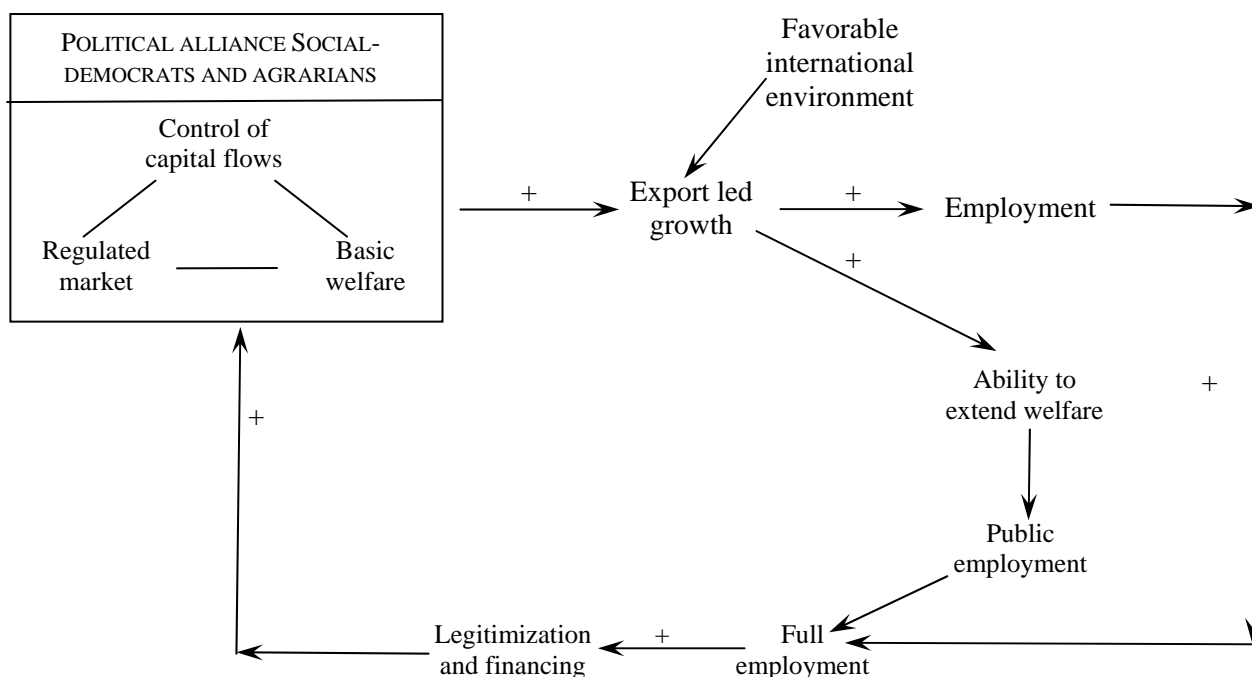 POLITICAL ALLIANCE SOCIAL-
DEMOCRATS AND AGRARIANS
Control of
capital flows
Regulated
market
Basic
welfare
+
Favorable
international
environment
Export led
growth
+
Employment
+
Ability to
extend welfare
+
Public
employment
Full
employment
+
Legitimization
and financing
+